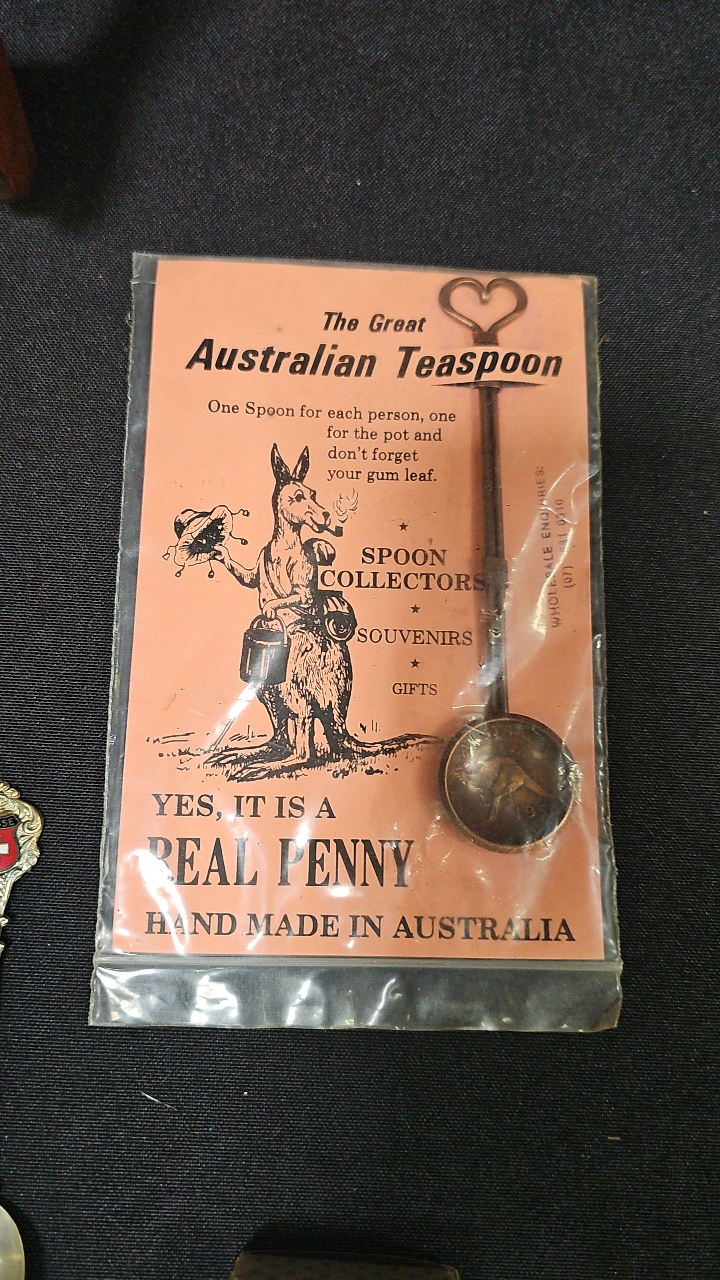 The Great
Australian Teaspoon
One Spoon for each person, one
for the pot and
don't forget
your gum leaf.
SPOON
COLLECTORS
SOUVENIRS
GIFTS
WHOLESALE ENQUIRIES:
(07)
YES, IT IS A
REAL PENNY
HAND MADE IN AUSTRALIA